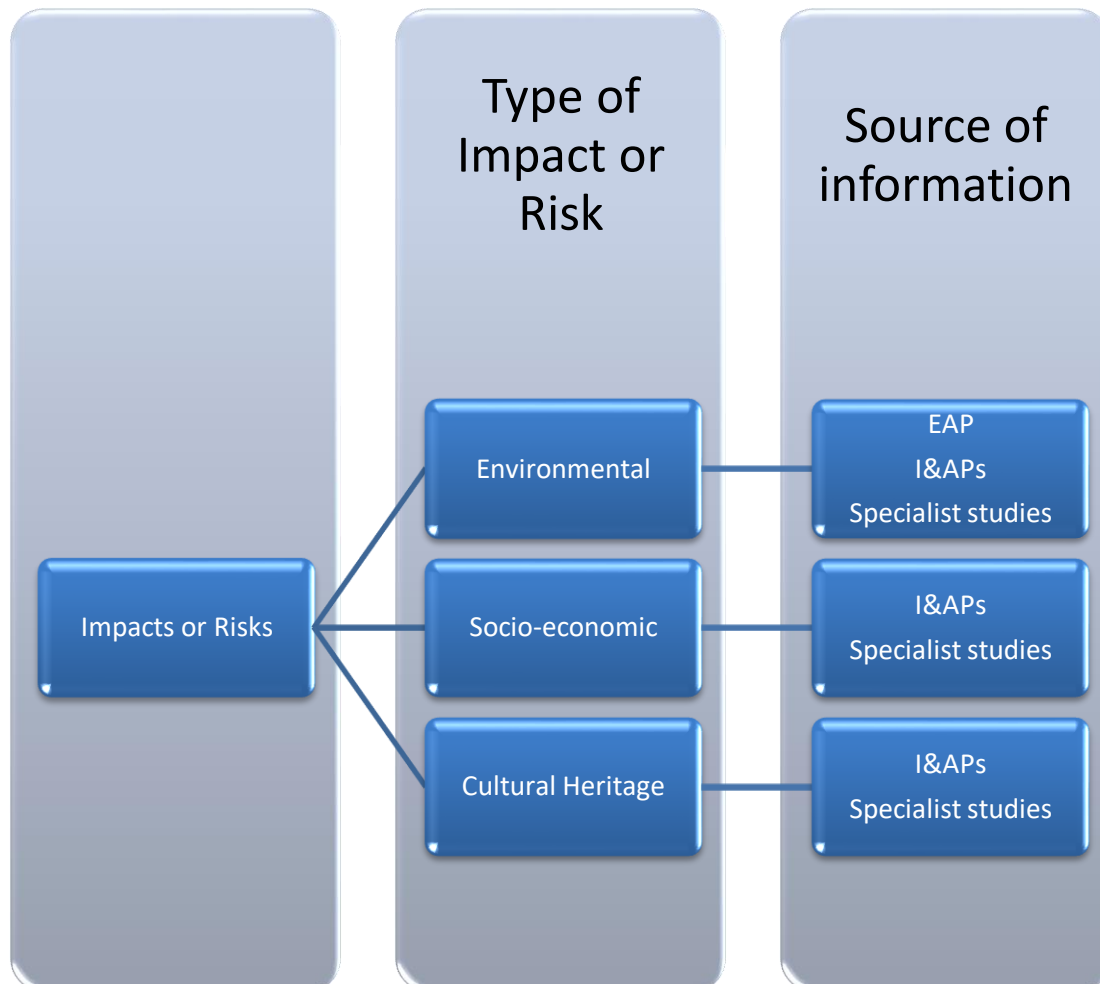 Type of
Impact or
Risk
Source of
information
Impacts or Risks
Environmental
EAP
I&APs
Specialist studies
Socio-economic
I&APs
Specialist studies
Cultural Heritage
I&APs
Specialist studies